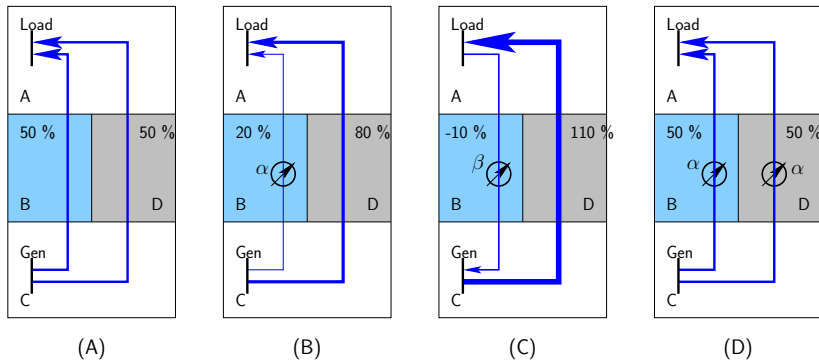 Load
A
50 %
50 %
B
D
Gen
C
(A)
Load
A
20 %
80 %
α
B
D
Gen
C
(B)
Load
A
-10 %
110 %
β
B
D
Gen
C
(C)
Load
A
50 %
50 %
α
α
B
D
Gen
C
(D)